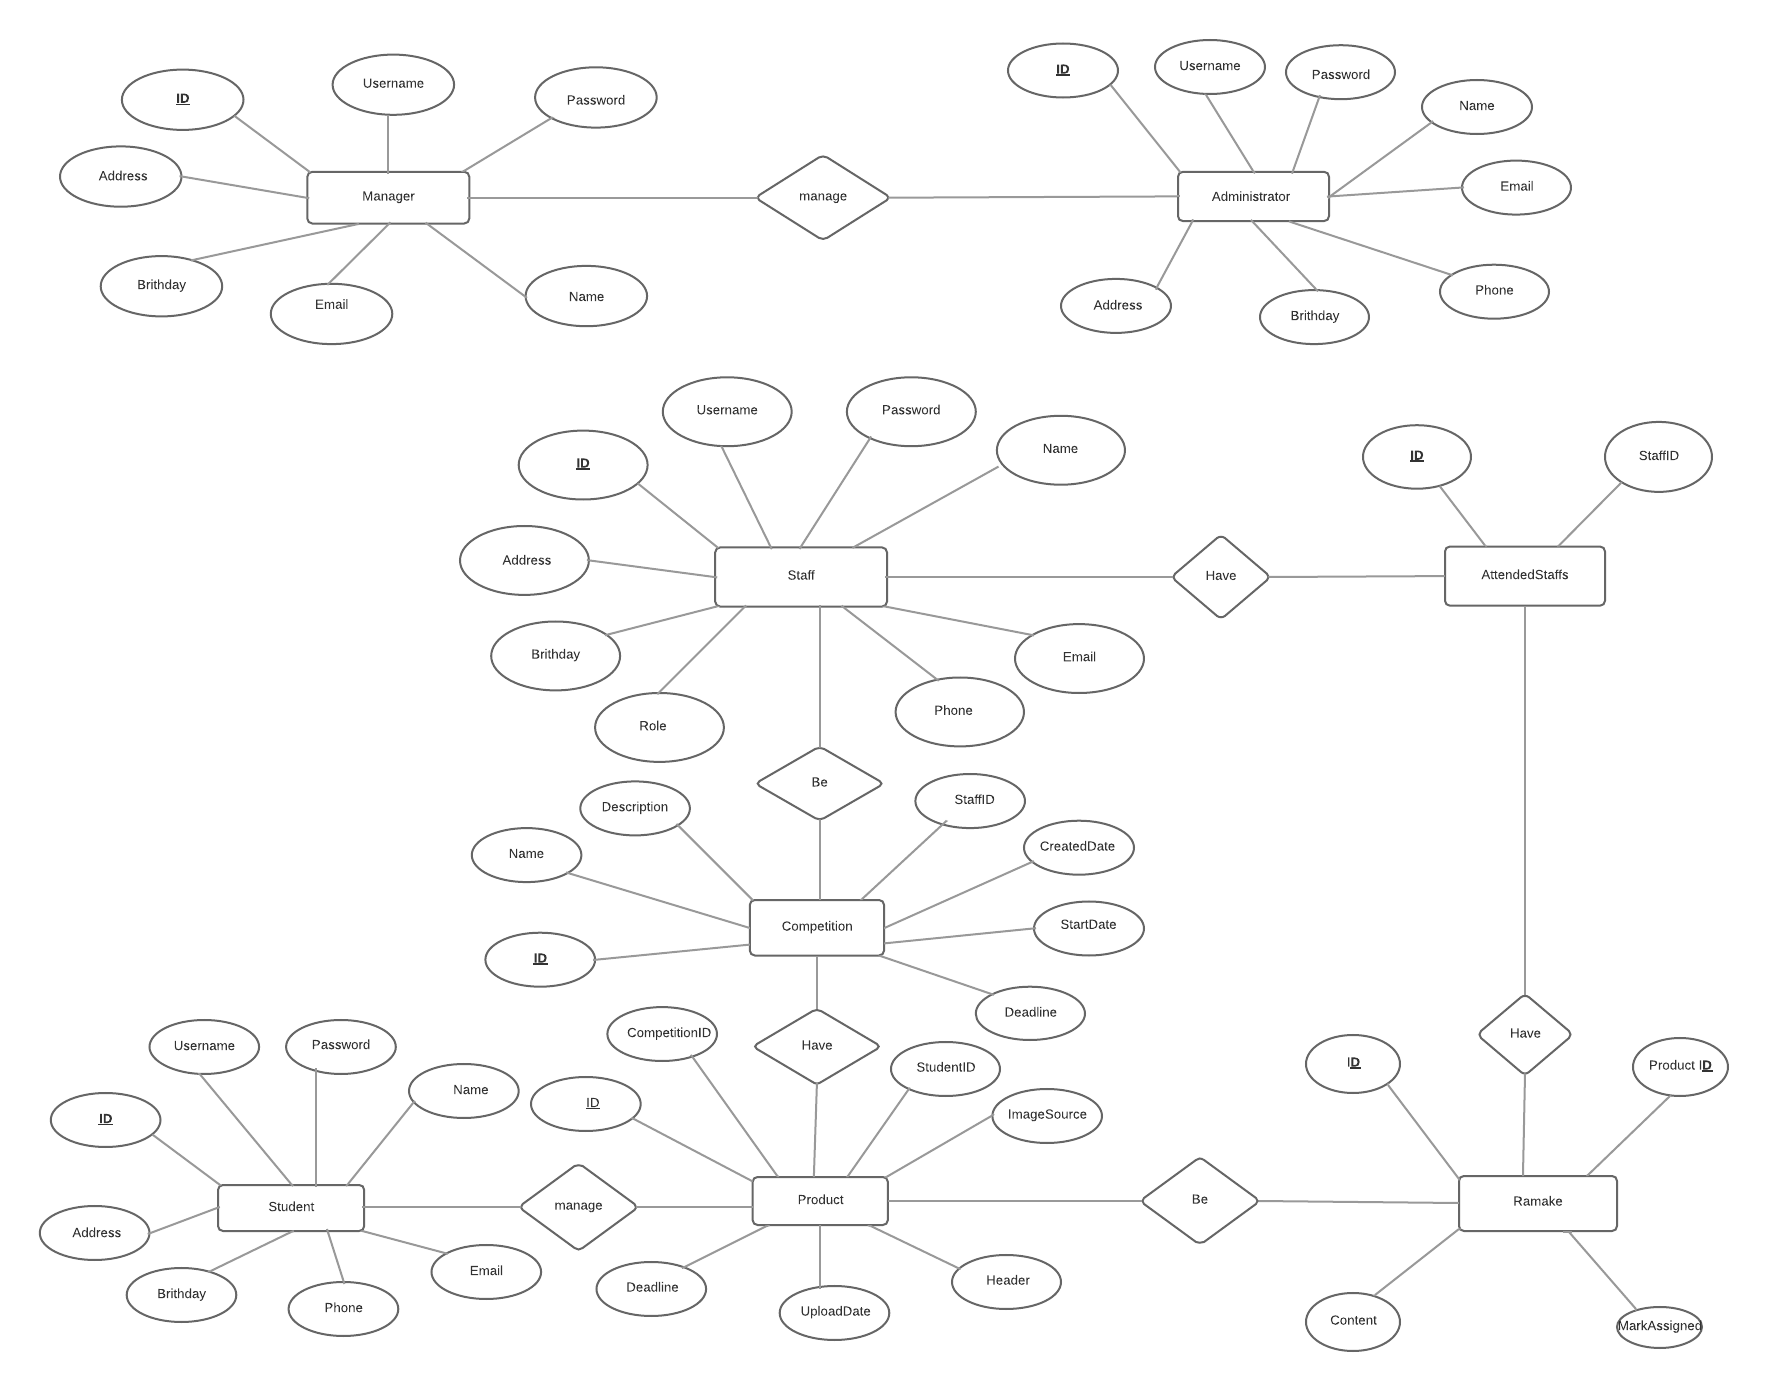 ID
Username
Password
Address
Manager
Brithday
Email
Name
manage
ID
Username
Password
Name
Email
Administrator
Phone
Address
Brithday
ID
Username
Password
Name
Address
Staff
Brithday
Role
Phone
Email
Have
ID
StaffID
AttendedStaffs
Be
Description
StaffID
Name
CreatedDate
Competition
StartDate
ID
Deadline
Have
Have
Username
Password
Name
ID
Student
Address
Brithday
Phone
Email
manage
CompetitionID
StudentID
ID
ImageSource
Product
Deadline
UploadDate
Header
Be
ID
Product ID
Ramake
Content
MarkAssigned